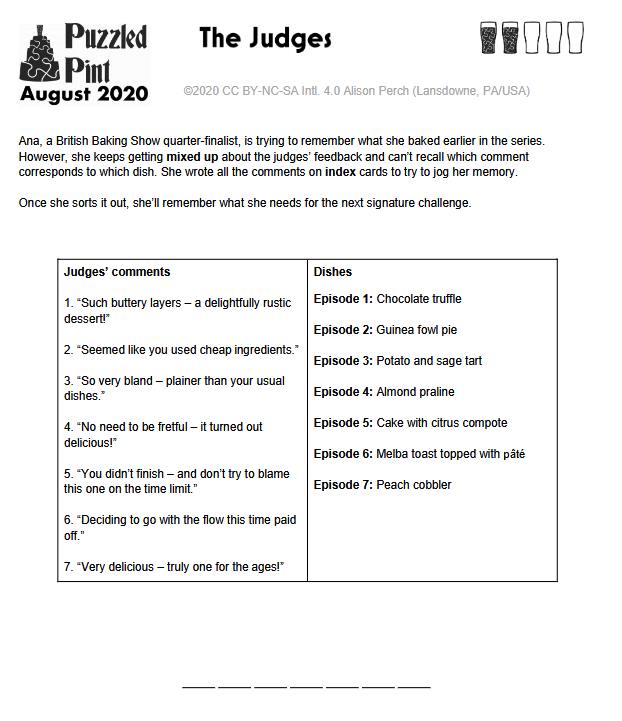 Puzzled
Pint
August 2020
The Judges
©2020 CC BY-NC-SA Intl. 4.0 Alison Perch (Lansdowne, PA/USA)
Ana, a British Baking Show quarter-finalist, is trying to remember what she baked earlier in the series.
However, she keeps getting mixed up about the judges’ feedback and can’t recall which comment
corresponds to which dish. She wrote all the comments on index cards to try to jog her memory.
Once she sorts it out, she’ll remember what she needs for the next signature challenge.
Judges’ comments
1. “Such buttery layers – a delightfully rustic
dessert!”
2. “Seemed like you used cheap ingredients.”
3. “So very bland – plainer than your usual
dishes.”
4. “No need to be fretful – it turned out
delicious!”
5. “You didn’t finish – and don’t try to blame
this one on the time limit.”
6. “Deciding to go with the flow this time paid
off.”
7. “Very delicious – truly one for the ages!”
Dishes
Episode 1: Chocolate truffle
Episode 2: Guinea fowl pie
Episode 3: Potato and sage tart
Episode 4: Almond praline
Episode 5: Cake with citrus compote
Episode 6: Melba toast topped with pâté
Episode 7: Peach cobbler